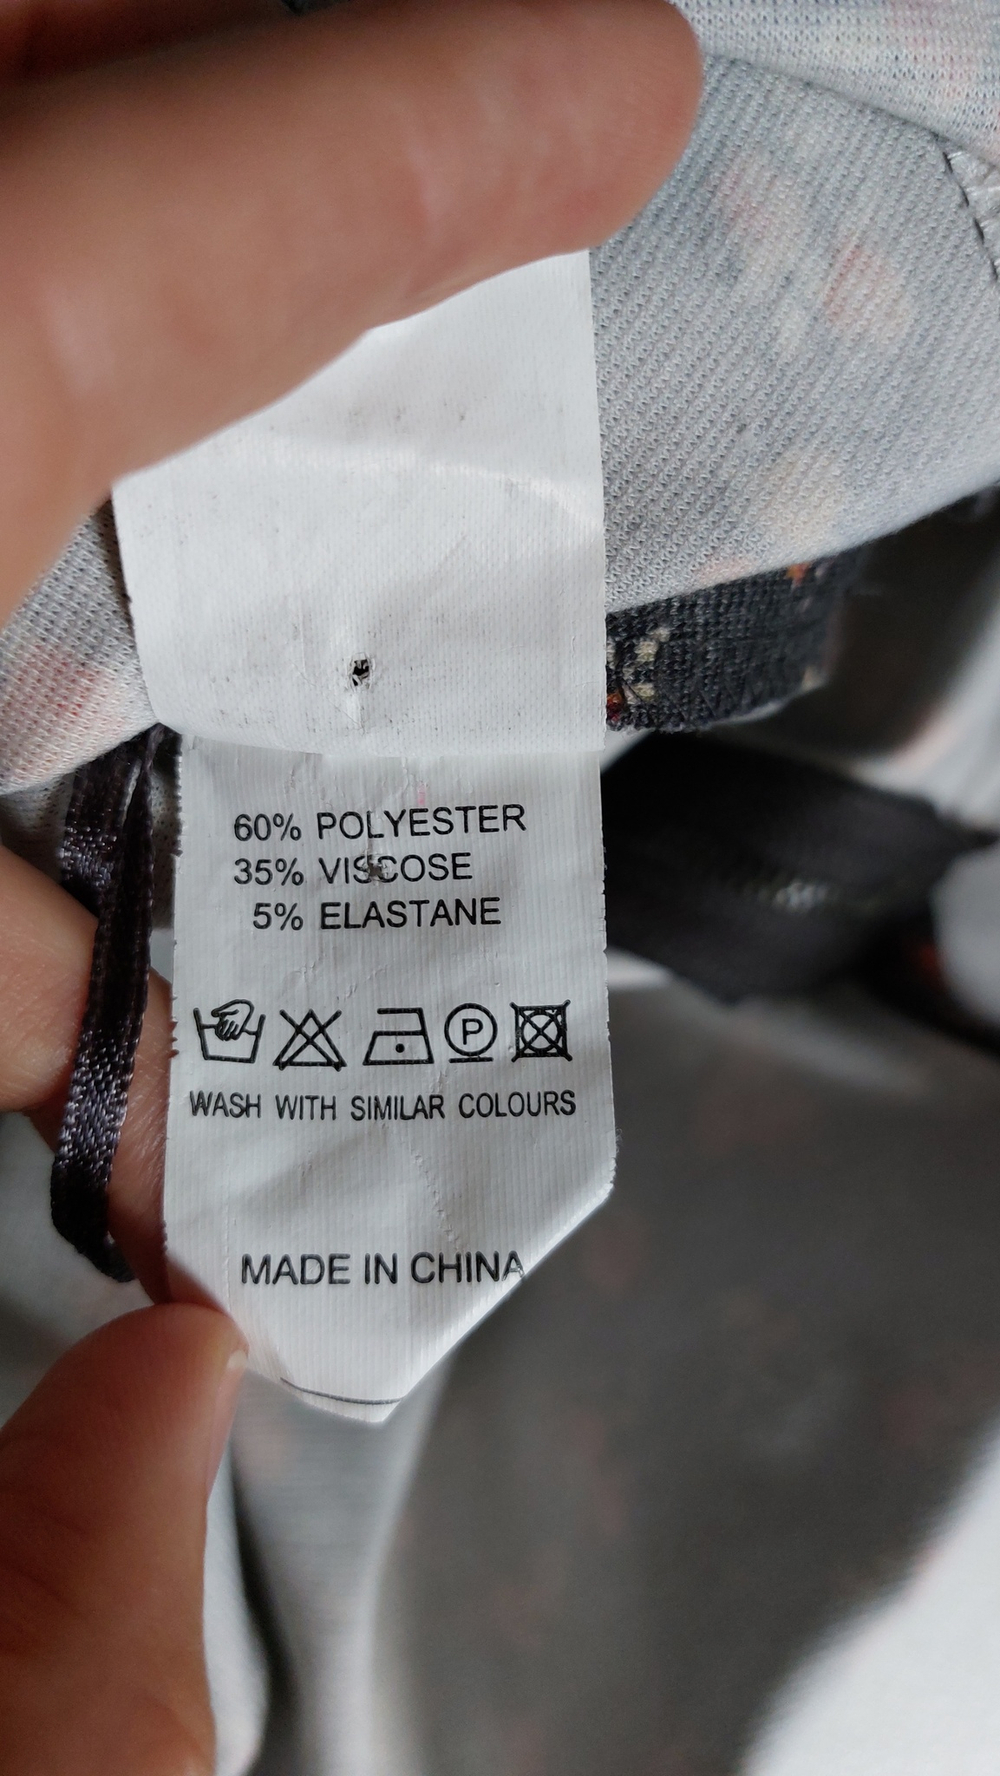 60% POLYESTER
35% VISCOSE
5% ELASTANE
P
WASH WITH SIMILAR COLOURS
MADE IN CHINA